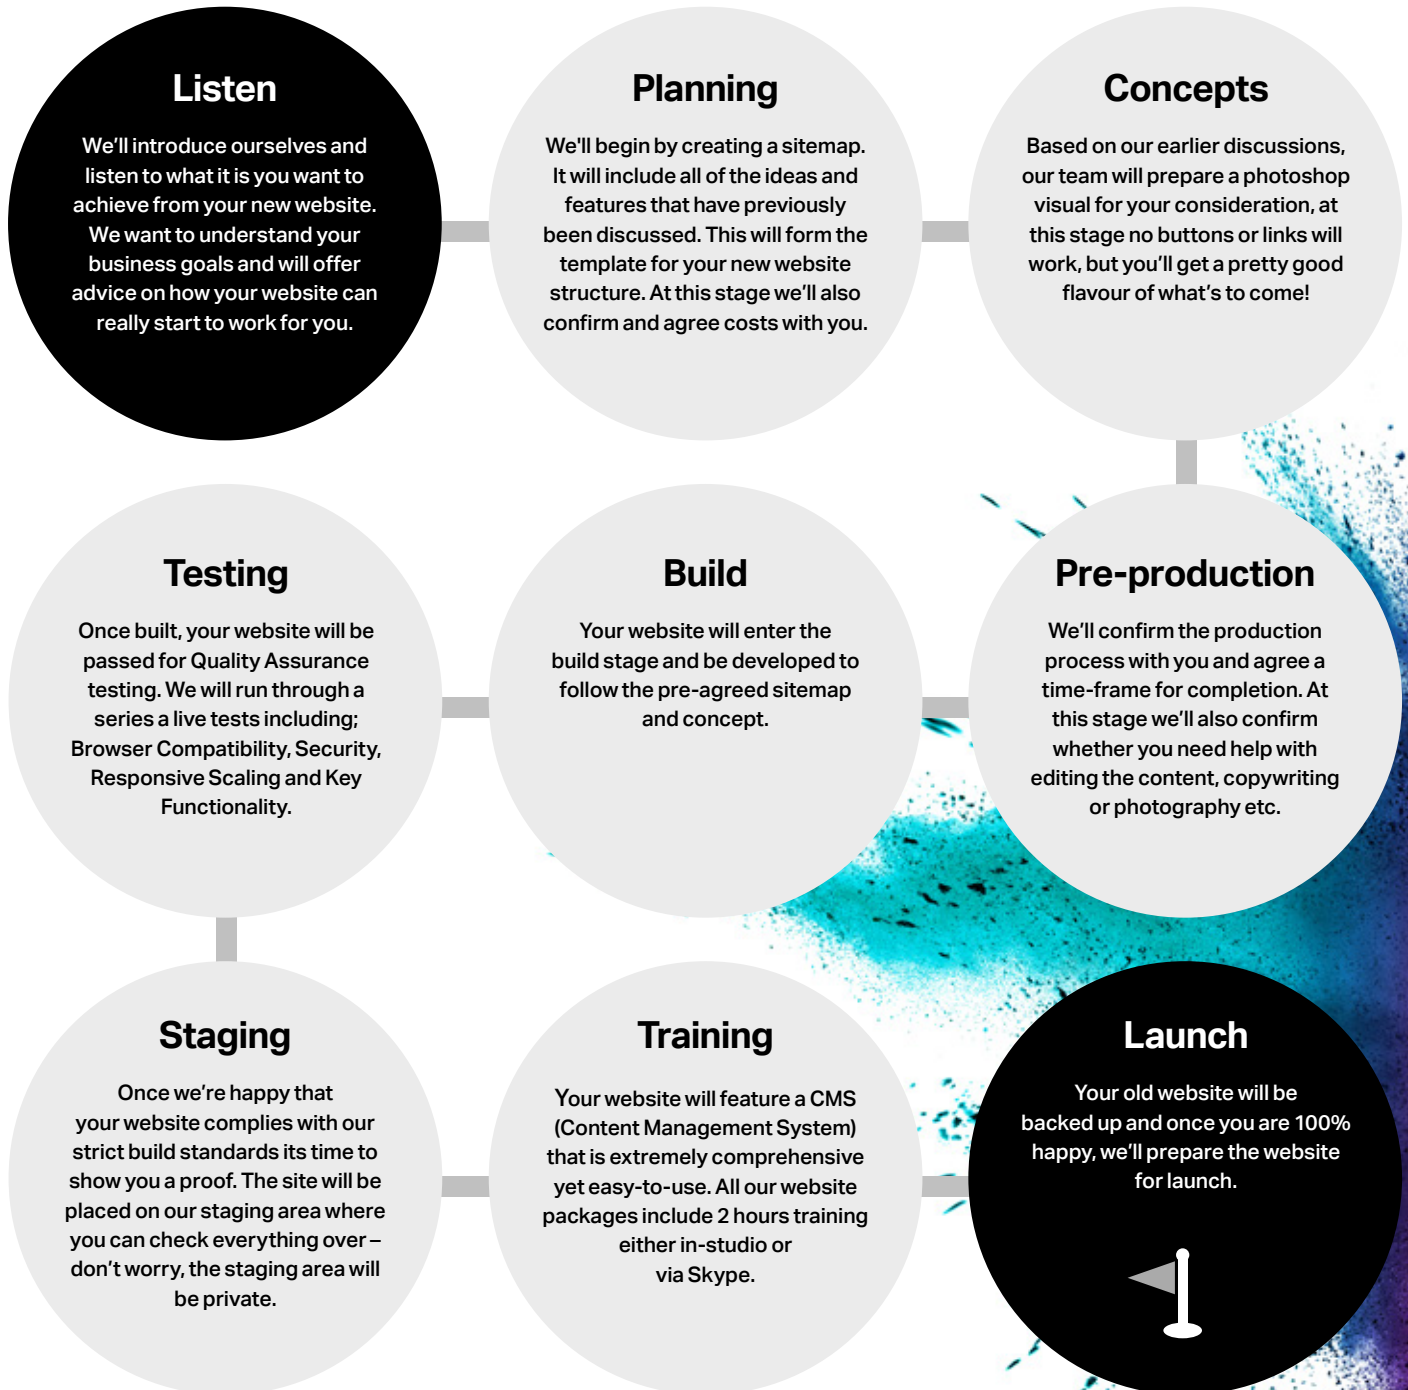 Listen
We’ll introduce ourselves and
listen to what it is you want to
achieve from your new website.
We want to understand your
business goals and will offer
advice on how your website can
really start to work for you.
Planning
We'll begin by creating a sitemap.
It will include all of the ideas and
features that have previously
been discussed. This will form the
template for your new website
structure. At this stage we’ll also
confirm and agree costs with you.
Concepts
Based on our earlier discussions,
our team will prepare a photoshop
visual for your consideration, at
this stage no buttons or links will
work, but you’ll get a pretty good
flavour of what’s to come!
Pre-production
We’ll confirm the production
process with you and agree a
time-frame for completion. At
this stage we’ll also confirm
whether you need help with
editing the content, copywriting
or photography etc.
Build
Your website will enter the
build stage and be developed to
follow the pre-agreed sitemap
and concept.
Testing
Once built, your website will be
passed for Quality Assurance
testing. We will run through a
series a live tests including;
Browser Compatibility, Security,
Responsive Scaling and Key
Functionality.
Staging
Once we’re happy that
your website complies with our
strict build standards its time to
show you a proof. The site will be
placed on our staging area where
you can check everything over –
don’t worry, the staging area will
be private.
Training
Your website will feature a CMS
(Content Management System)
that is extremely comprehensive
yet easy-to-use. All our website
packages include 2 hours training
either in-studio or
via Skype.
Launch
Your old website will be
backed up and once you are 100%
happy, we’ll prepare the website
for launch.